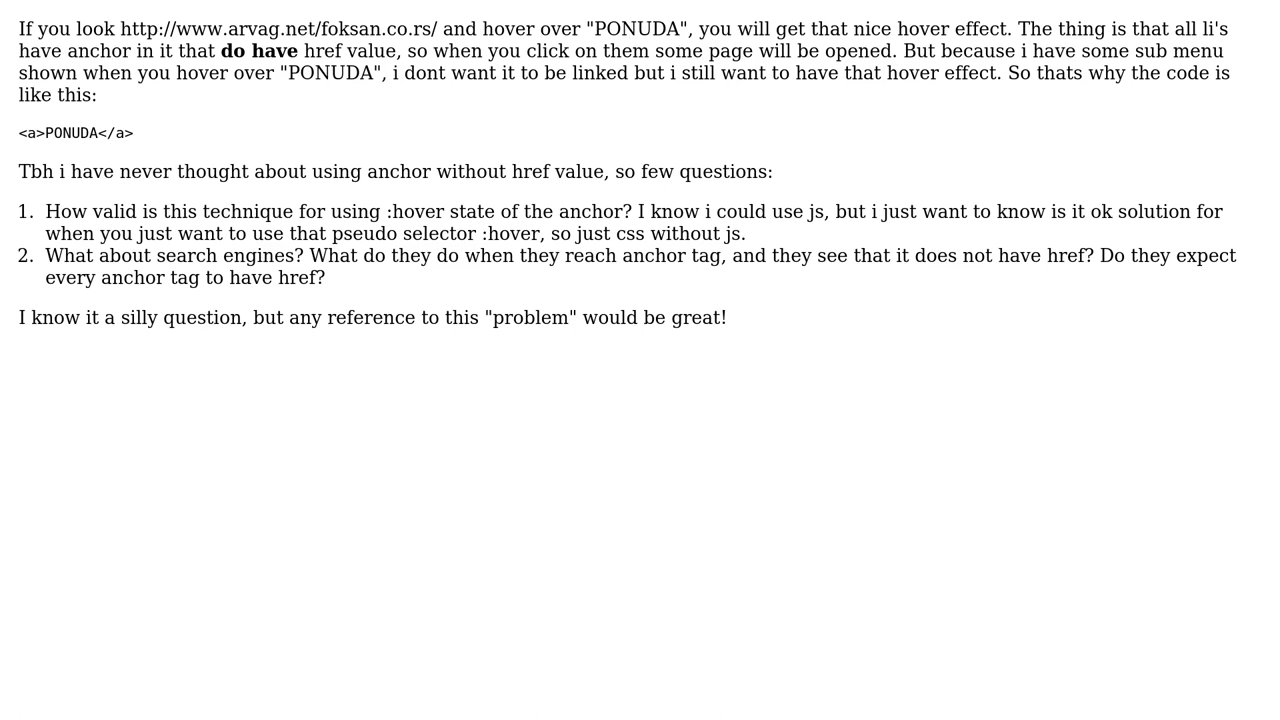 If you look http://www.arvag.net/foksan.co.rs/ and hover over "PONUDA", you will get that nice hover effect. The thing is that all li's
have anchor in it that do have href value, so when you click on them some page will be opened. But because i have some sub menu
shown when you hover over "PONUDA", i dont want it to be linked but i still want to have that hover effect. So thats why the code is
like this:
<a>PONUDA</a>
Tbh i have never thought about using anchor without href value, so few questions:
1. How valid is this technique for using :hover state of the anchor? I know i could use js, but i just want to know is it ok solution for
when you just want to use that pseudo selector :hover, so just css without js.
2. What about search engines? What do they do when they reach anchor tag, and they see that it does not have href? Do they expect
every anchor tag to have href?
I know it a silly question, but any reference to this "problem" would be great!